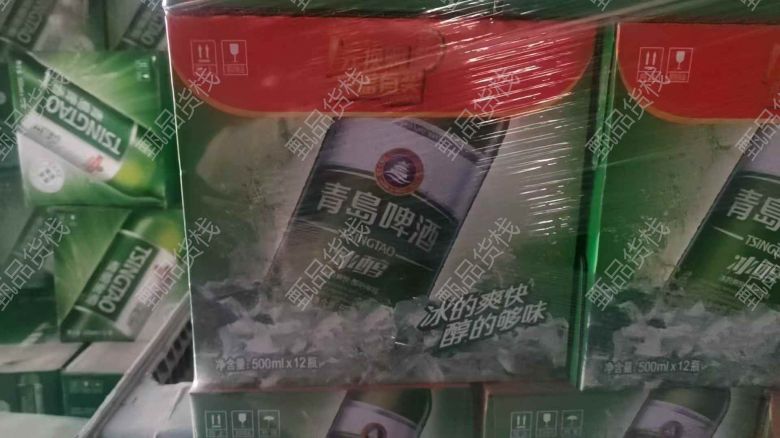 TSINGTAO
TSINGTAO
青島啤酒
TSINGTAO
冰醇
冰的爽快
醇的够味
净含量: 500ml x 12瓶
青島啤
冰醇
净含量: 500ml x 12瓶
甄品货栈